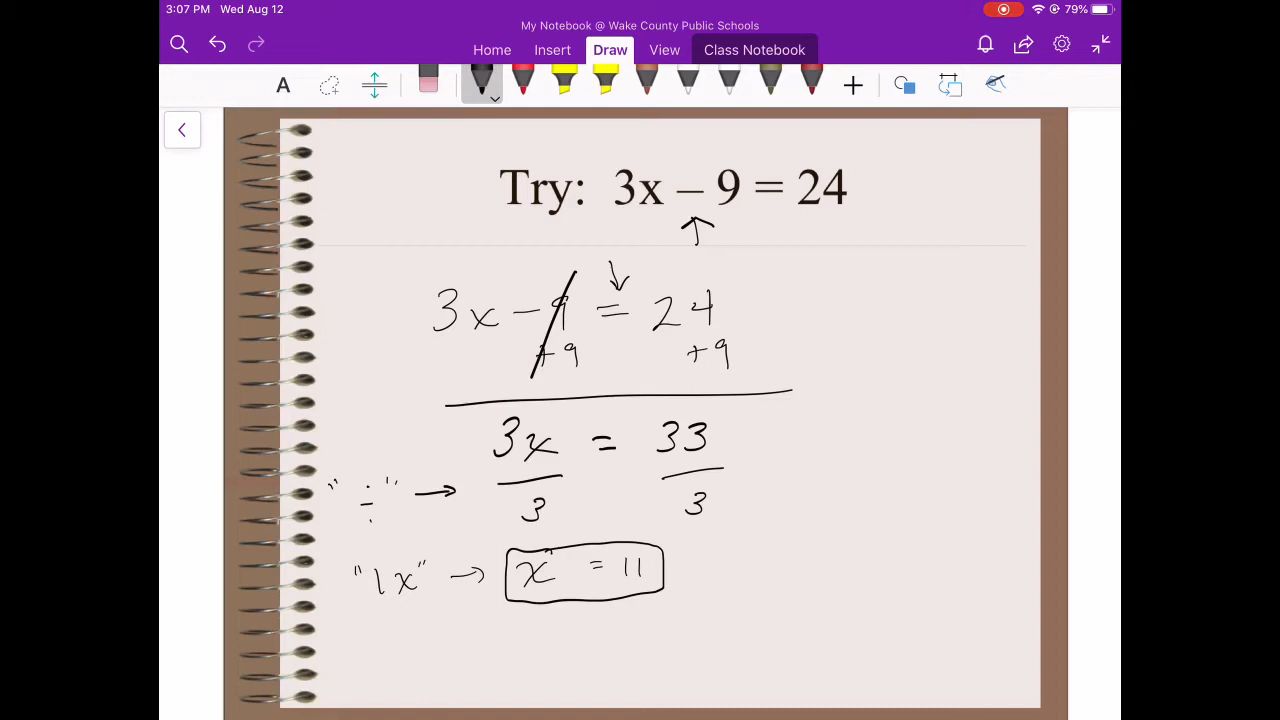 3:07 PM Wed Aug 12
79%
My Notebook @ Wake County Public Schools
Home Insert Draw View Class Notebook
A
Try: 3x – 9 = 24
3x - 9 = 24
+9 +9
3x = 33
"÷" → 3 3
"1x" → x = 11